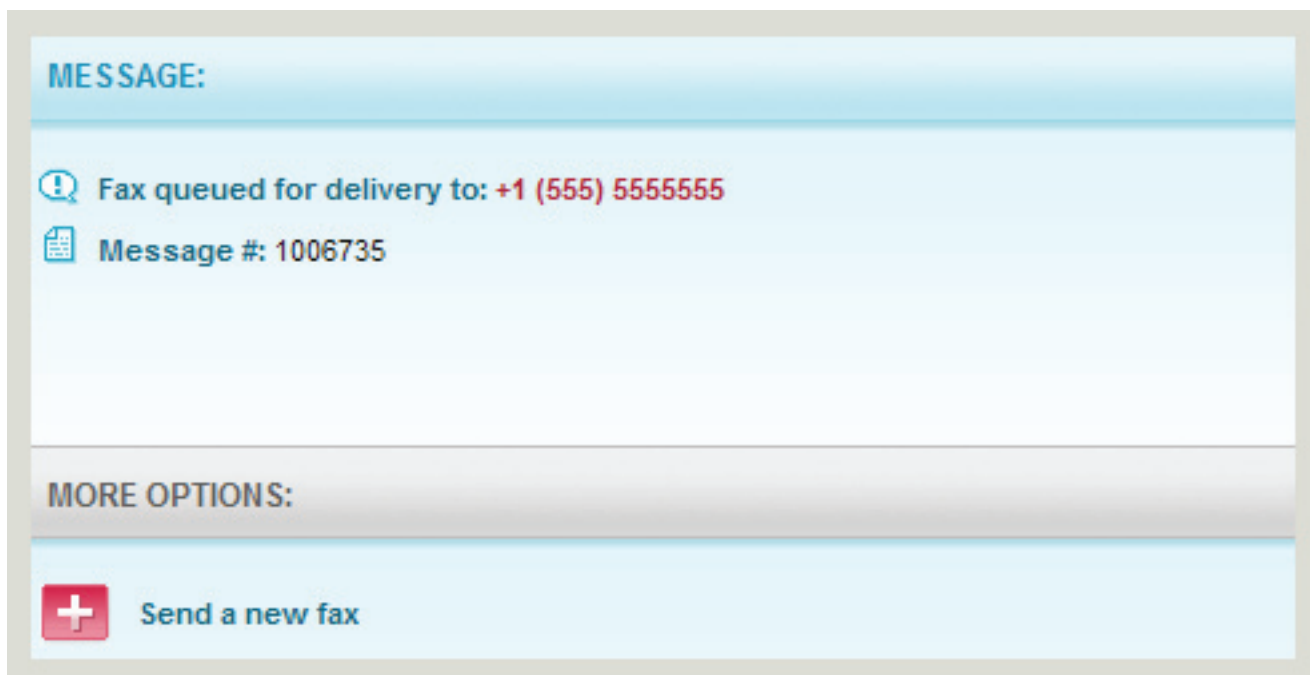 MESSAGE:
Fax queued for delivery to: +1 (555) 5555555
Message #: 1006735
MORE OPTIONS:
Send a new fax